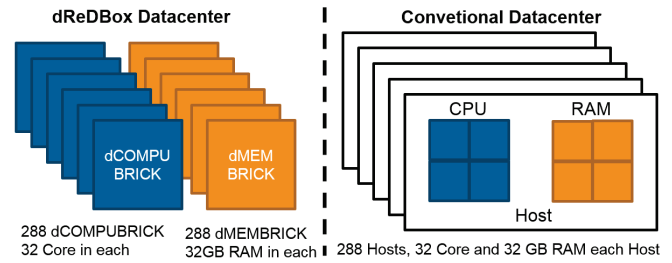 dReDBox Datacenter
dCOMPU
BRICK
dMEM
BRICK
288 dCOMPUBRICK
32 Core in each
288 dMEMBRICK
32GB RAM in each
Convetional Datacenter
CPU
RAM
Host
288 Hosts, 32 Core and 32 GB RAM each Host